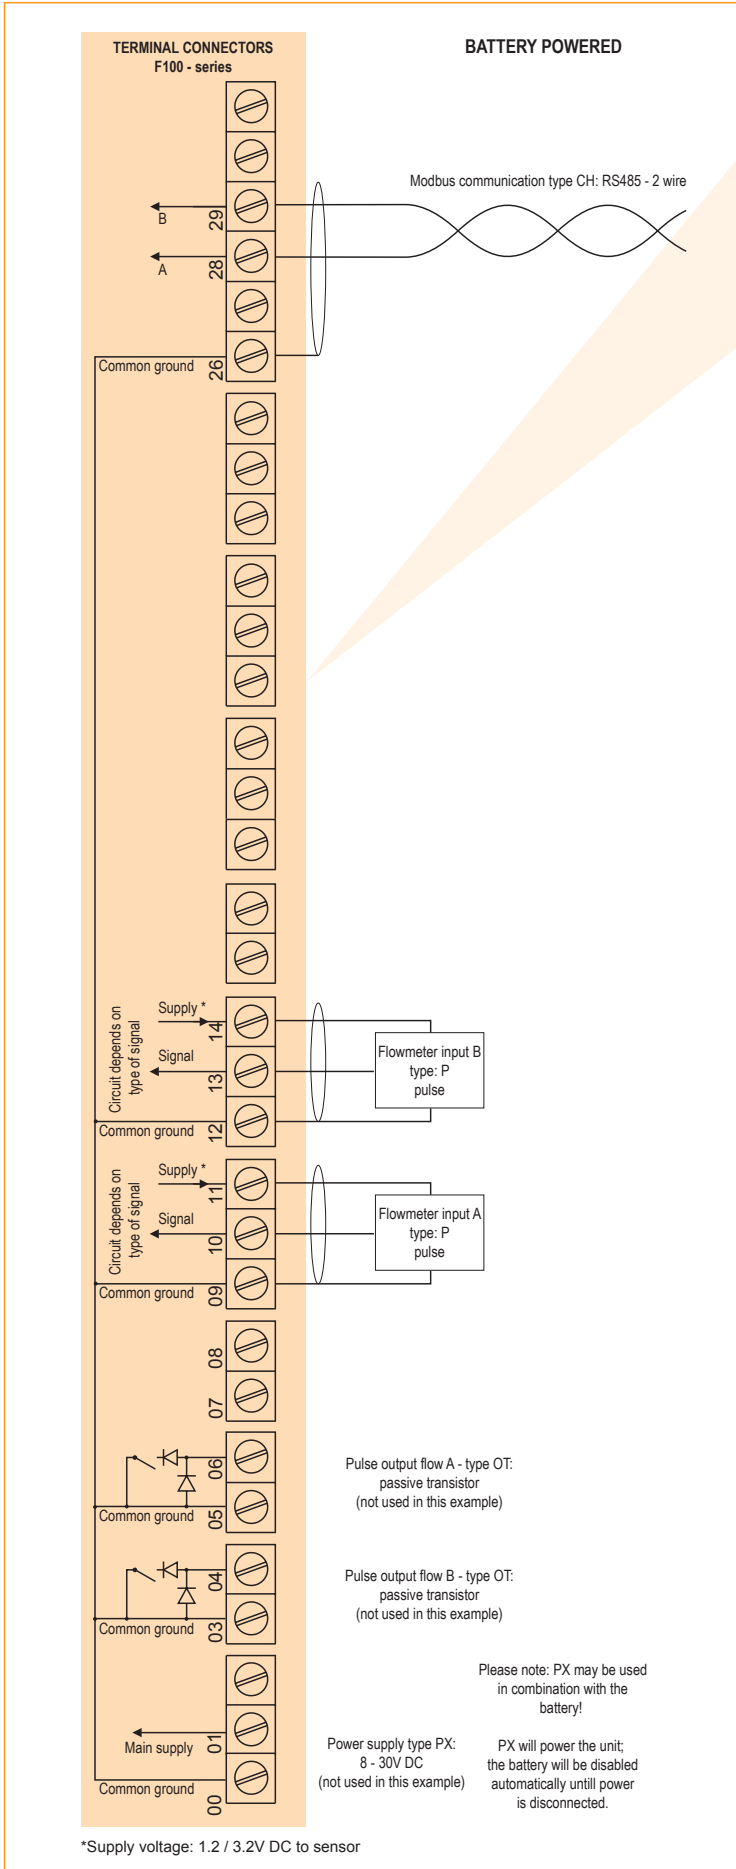 TERMINAL CONNECTORS
F100 - series
BATTERY POWERED
Modbus communication type CH: RS485 - 2 wire
B
29
A
28
Common ground
26
Circuit depends on
type of signal
Supply *
14
Signal
13
Common ground
12
Flowmeter input B
type: P
pulse
Circuit depends on
type of signal
Supply *
11
Signal
10
Common ground
09
Flowmeter input A
type: P
pulse
08
07
06
Common ground
05
Pulse output flow A - type OT:
passive transistor
(not used in this example)
04
Common ground
03
Pulse output flow B - type OT:
passive transistor
(not used in this example)
Main supply
01
Common ground
00
Power supply type PX:
8 - 30V DC
(not used in this example)
Please note: PX may be used
in combination with the
battery!
PX will power the unit;
the battery will be disabled
automatically untill power
is disconnected.
*Supply voltage: 1.2 / 3.2V DC to sensor